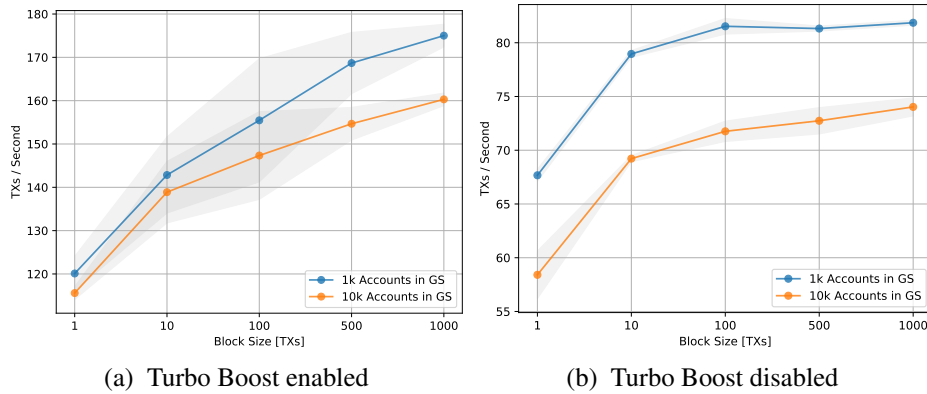 180
170
160
150
140
130
120
TXs / Second
1
10
100
500
1000
Block Size [TXs]
1k Accounts in GS
10k Accounts in GS
(a) Turbo Boost enabled
80
75
70
65
60
55
TXs / Second
1
10
100
500
1000
Block Size [TXs]
1k Accounts in GS
10k Accounts in GS
(b) Turbo Boost disabled